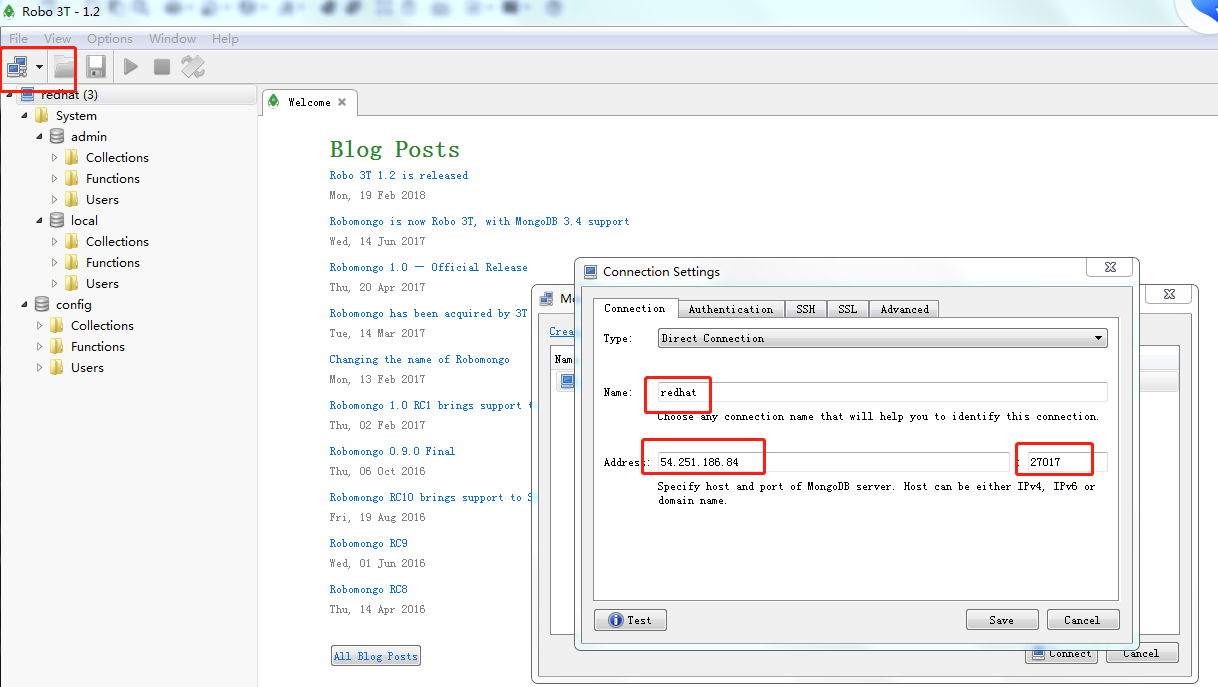 Robo 3T - 1.2
File View Options Window Help
redhat (3)
System
admin
Collections
Functions
Users
local
Collections
Functions
Users
config
Collections
Functions
Users
Welcome
Blog Posts
Robo 3T 1.2 is released
Mon, 19 Feb 2018
Robomongo is now Robo 3T, with MongoDB 3.4 support
Wed, 14 Jun 2017
Robomongo 1.0 — Official Release
Thu, 20 Apr 2017
Robomongo has been acquired by 3T
Tue, 14 Mar 2017
Changing the name of Robomongo
Mon, 13 Feb 2017
Robomongo 1.0 RC1 brings support
Thu, 02 Feb 2017
Robomongo 0.9.0 Final
Thu, 06 Oct 2016
Robomongo RC10 brings support to
Fri, 19 Aug 2016
Robomongo RC9
Wed, 01 Jun 2016
Robomongo RC8
Thu, 14 Apr 2016
All Blog Posts
Connection Settings
Connection Authentication SSH SSL Advanced
Type: Direct Connection
Name: redhat
Choose any connection name that will help you to identify this connection.
Address: 54.251.186.84 : 27017
Specify host and port of MongoDB server. Host can be either IPv4, IPv6 or
domain name.
Test Save Cancel
Connect Cancel